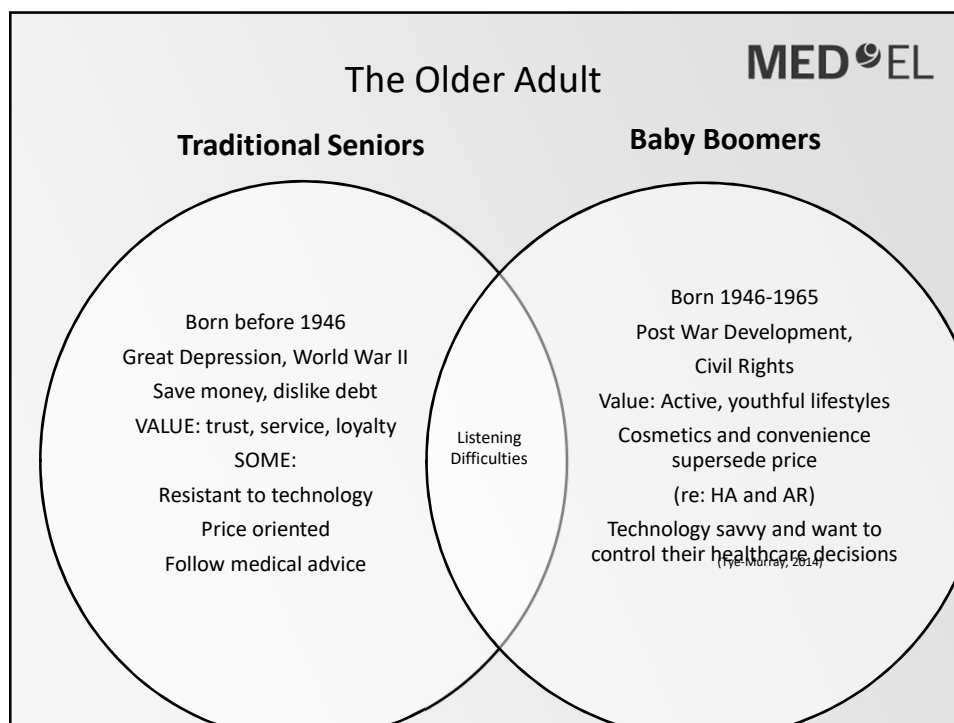 The Older Adult
MED EL
Traditional Seniors
Baby Boomers
Born before 1946
Great Depression, World War II
Save money, dislike debt
VALUE: trust, service, loyalty
SOME:
Resistant to technology
Price oriented
Follow medical advice
Listening
Difficulties
Born 1946-1965
Post War Development,
Civil Rights
Value: Active, youthful lifestyles
Cosmetics and convenience
supersede price
(re: HA and AR)
Technology savvy and want to
control their healthcare decisions
(Tye-Murray, 2014)